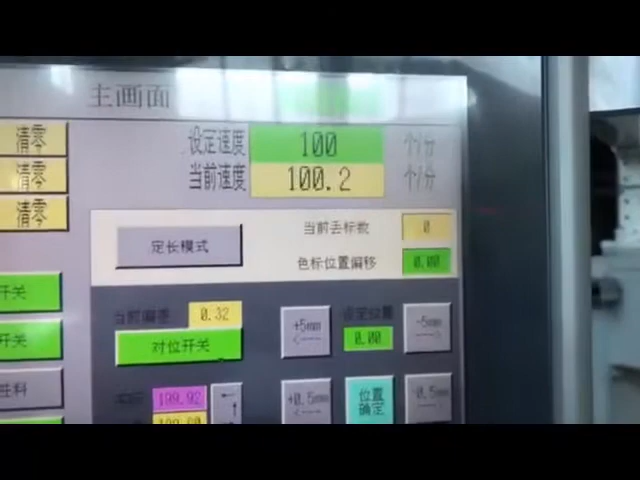 主画面
清零
设定速度 100 个/分
清零
当前速度 100.2 个/分
清零
当前丢标数 0
定长模式
色标位置偏移 0.00
开关
当前偏差 0.32
+5mm
设定位置
-5mm
对位开关
0.00
开关
199.92
+0.5mm
位置
确定
-0.5mm